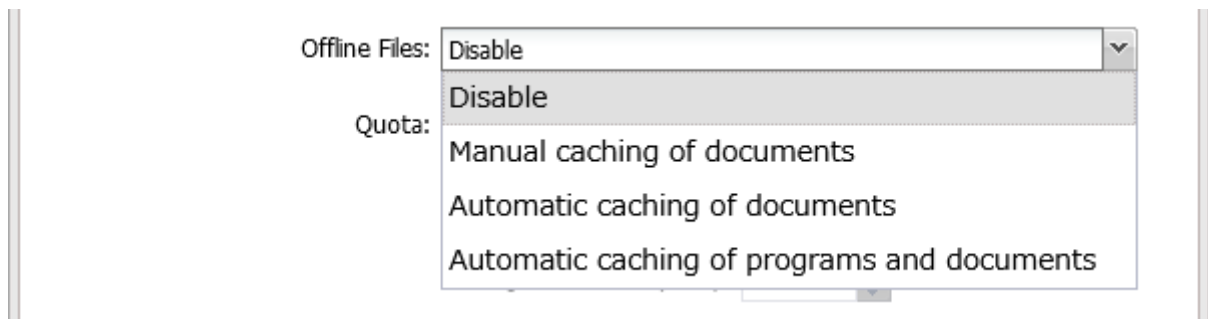 Offline Files: Disable
Disable
Quota:
Manual caching of documents
Automatic caching of documents
Automatic caching of programs and documents